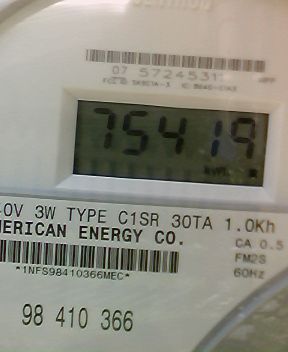 07 5724531
75419
kWh
0V 3W TYPE C1SR 30TA 1.0Kh
MERICAN ENERGY CO.
CA 0.5
FM2S
60Hz
*1NFS98410366MEC*
98 410 366